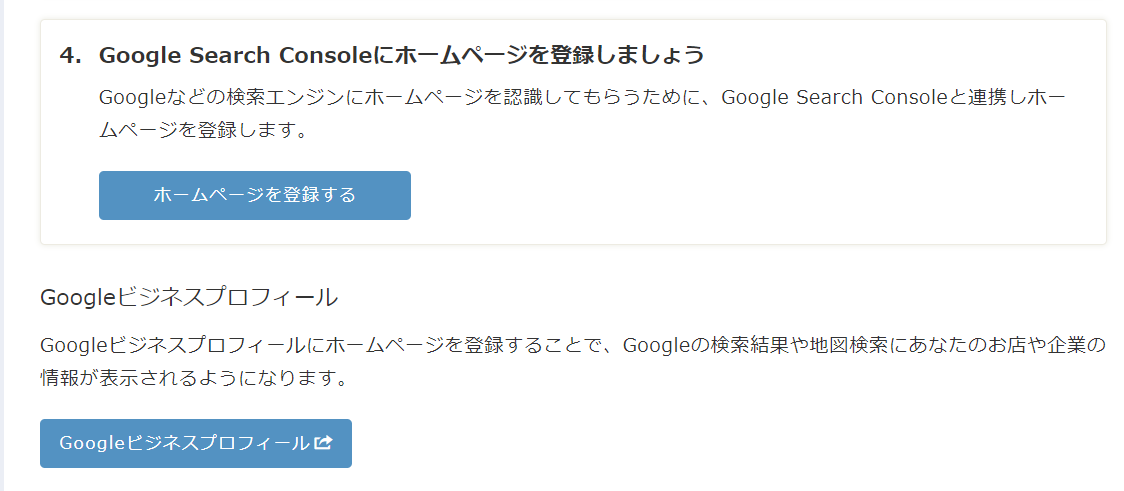 4. Google Search Consoleにホームページを登録しましょう
Googleなどの検索エンジンにホームページを認識してもらうために、Google Search Consoleと連携しホー
ムページを登録します。
ホームページを登録する
Googleビジネスプロフィール
Googleビジネスプロフィールにホームページを登録することで、Googleの検索結果や地図検索にあなたのお店や企業の
情報が表示されるようになります。
Googleビジネスプロフィール